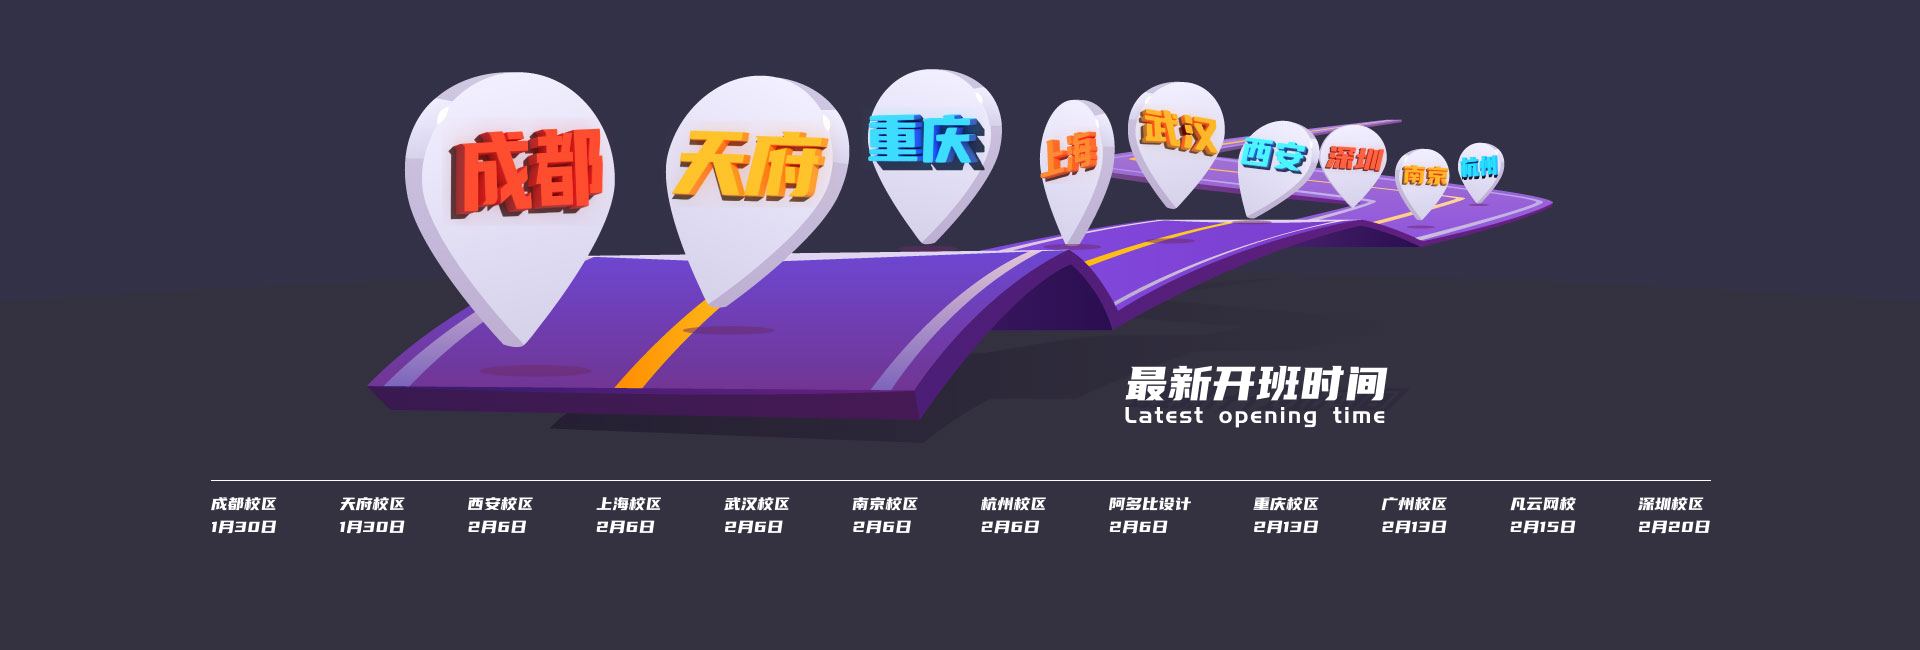 成都
天府
重庆
上海
武汉
西安
深圳
南京
杭州
最新开班时间
Latest opening time
成都校区 天府校区 西安校区 上海校区 武汉校区 南京校区 杭州校区 阿多比设计 重庆校区 广州校区 凡云网校 深圳校区
1月30日 1月30日 2月6日 2月6日 2月6日 2月6日 2月6日 2月6日 2月13日 2月13日 2月15日 2月20日